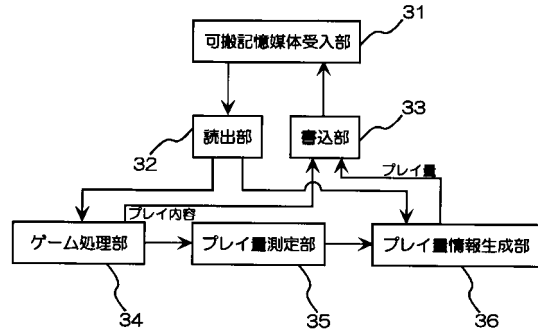 31
可搬記憶媒体受入部
33
読出部
書込部
32
プレイ量
プレイ内容
ゲーム処理部
プレイ量測定部
プレイ量情報生成部
34
35
36